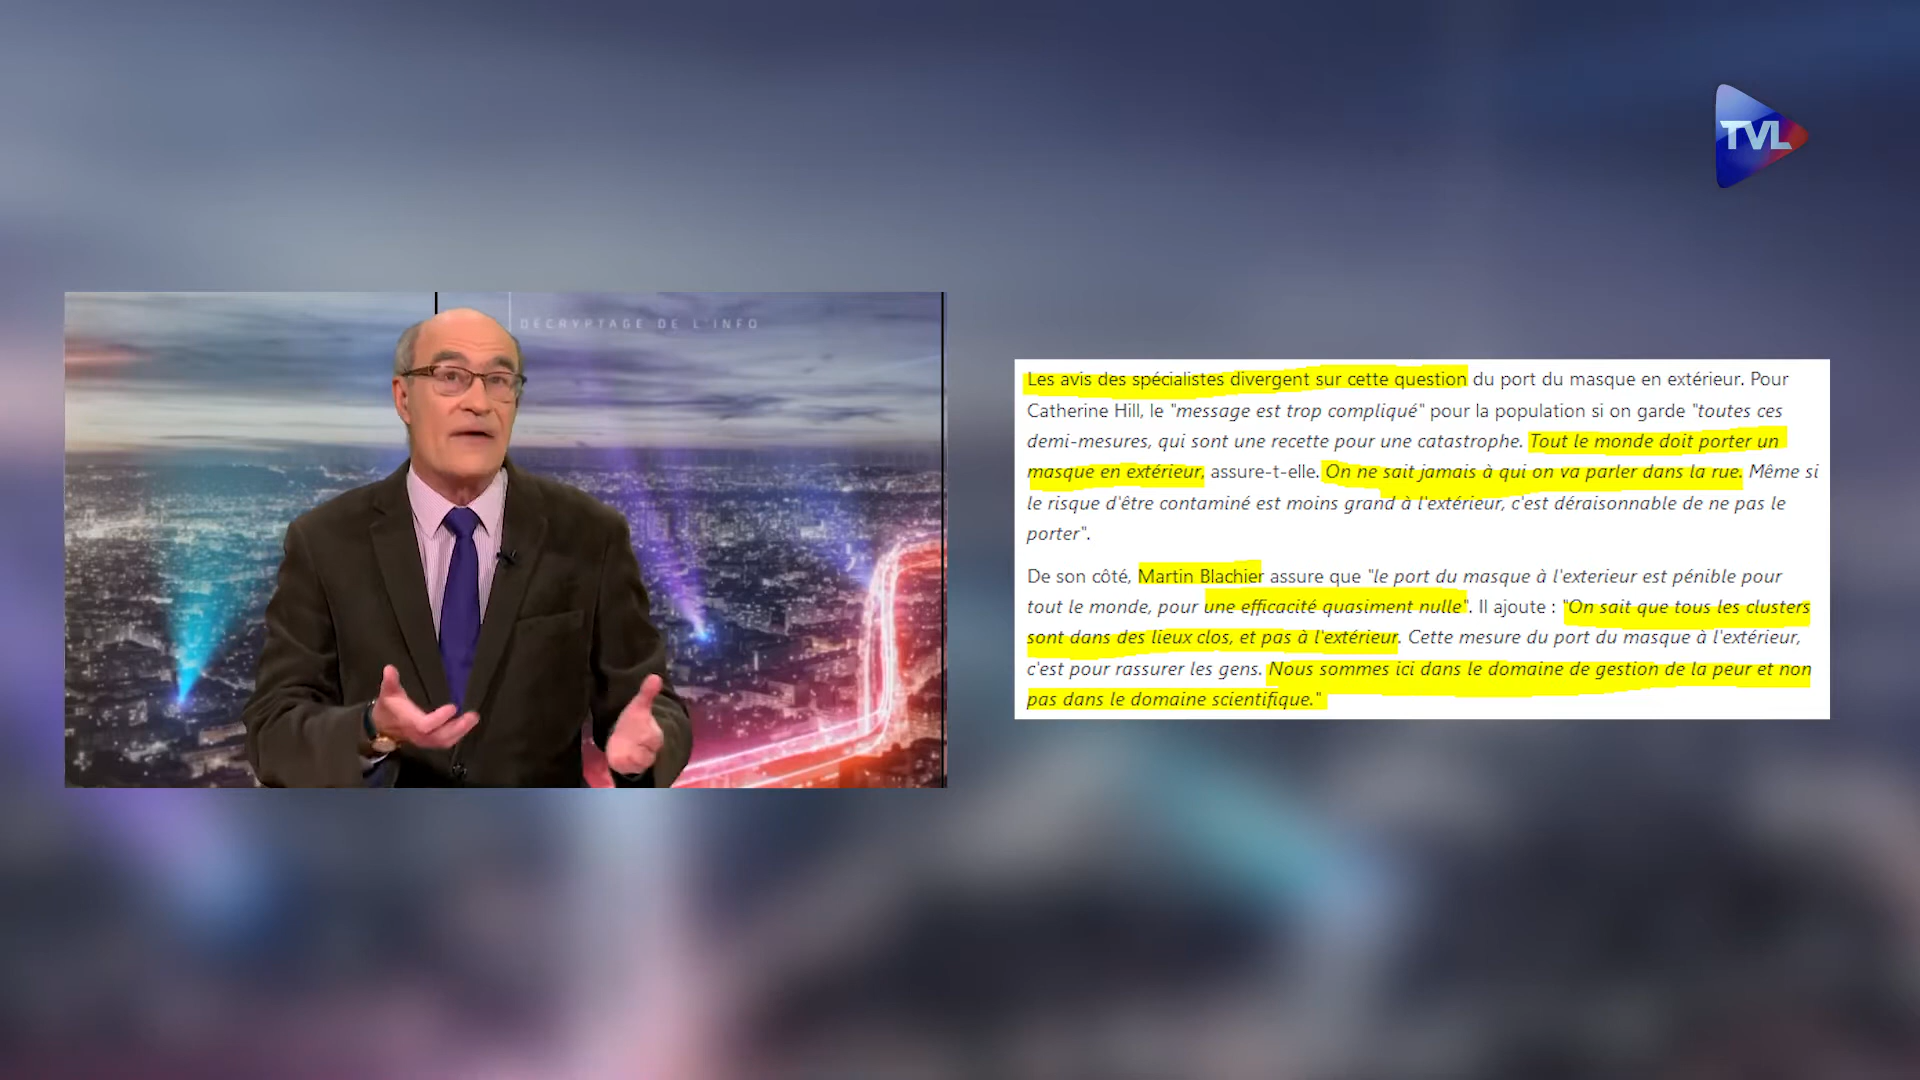 TVL
DÉCRYPTAGE DE L'INFO
Les avis des spécialistes divergent sur cette question du port du masque en extérieur. Pour
Catherine Hill, le "message est trop compliqué" pour la population si on garde "toutes ces
demi-mesures, qui sont une recette pour une catastrophe. Tout le monde doit porter un
masque en extérieur, assure-t-elle. On ne sait jamais à qui on va parler dans la rue. Même si
le risque d'être contaminé est moins grand à l'extérieur, c'est déraisonnable de ne pas le
porter".
De son côté, Martin Blachier assure que "le port du masque à l'exterieur est pénible pour
tout le monde, pour une efficacité quasiment nulle". Il ajoute : "On sait que tous les clusters
sont dans des lieux clos, et pas à l'extérieur. Cette mesure du port du masque à l'extérieur,
c'est pour rassurer les gens. Nous sommes ici dans le domaine de gestion de la peur et non
pas dans le domaine scientifique."